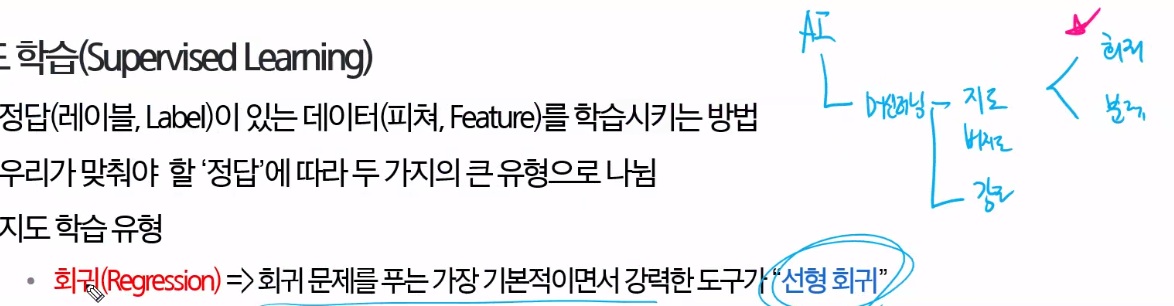 도 학습(Supervised Learning)
정답(레이블, Label)이 있는 데이터(피쳐, Feature)를 학습시키는 방법
우리가 맞춰야 할 ‘정답’에 따라 두 가지의 큰 유형으로 나뉨
지도 학습 유형
• 회귀(Regression) => 회귀 문제를 푸는 가장 기본적이면서 강력한 도구가 “선형 회귀”
AI
머신러닝
지도
비지도
강화
회귀
분류